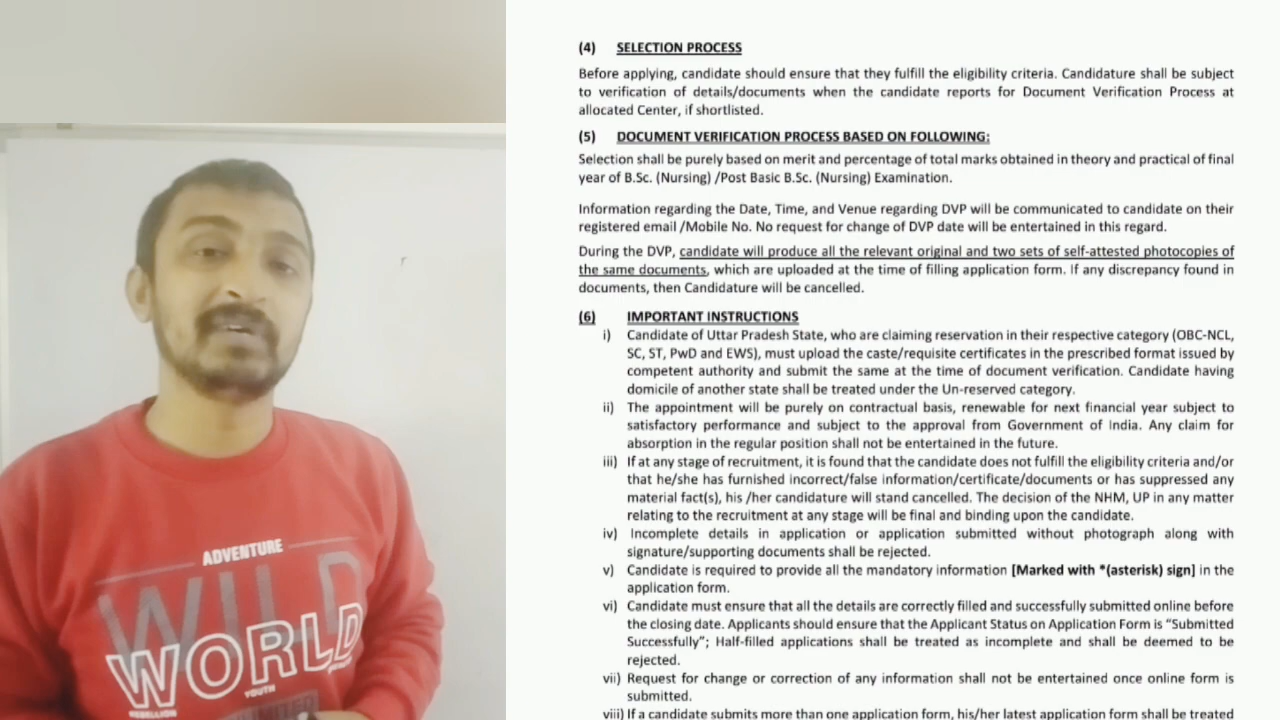 (4) SELECTION PROCESS
Before applying, candidate should ensure that they fulfill the eligibility criteria. Candidature shall be subject
to verification of details/documents when the candidate reports for Document Verification Process at
allocated Center, if shortlisted.
(5) DOCUMENT VERIFICATION PROCESS BASED ON FOLLOWING:
Selection shall be purely based on merit and percentage of total marks obtained in theory and practical of final
year of B.Sc. (Nursing) /Post Basic B.Sc. (Nursing) Examination.
Information regarding the Date, Time, and Venue regarding DVP will be communicated to candidate on their
registered email /Mobile No. No request for change of DVP date will be entertained in this regard.
During the DVP, candidate will produce all the relevant original and two sets of self-attested photocopies of
the same documents, which are uploaded at the time of filling application form. If any discrepancy found in
documents, then Candidature will be cancelled.
(6) IMPORTANT INSTRUCTIONS
i) Candidate of Uttar Pradesh State, who are claiming reservation in their respective category (OBC-NCL,
SC, ST, PwD and EWS), must upload the caste/requisite certificates in the prescribed format issued by
competent authority and submit the same at the time of document verification. Candidate having
domicile of another state shall be treated under the Un-reserved category.
ii) The appointment will be purely on contractual basis, renewable for next financial year subject to
satisfactory performance and subject to the approval from Government of India. Any claim for
absorption in the regular position shall not be entertained in the future.
iii) If at any stage of recruitment, it is found that the candidate does not fulfill the eligibility criteria and/or
that he/she has furnished incorrect/false information/certificate/documents or has suppressed any
material fact(s), his /her candidature will stand cancelled. The decision of the NHM, UP in any matter
relating to the recruitment at any stage will be final and binding upon the candidate.
iv) Incomplete details in application or application submitted without photograph along with
signature/supporting documents shall be rejected.
v) Candidate is required to provide all the mandatory information [Marked with *(asterisk) sign] in the
application form.
vi) Candidate must ensure that all the details are correctly filled and successfully submitted online before
the closing date. Applicants should ensure that the Applicant Status on Application Form is “Submitted
Successfully”; Half-filled applications shall be treated as incomplete and shall be deemed to be
rejected.
vii) Request for change or correction of any information shall not be entertained once online form is
submitted.
viii) If a candidate submits more than one application form, his/her latest application form shall be treated
ADVENTURE
WILD
WORLD
YOUTH
REBELLION